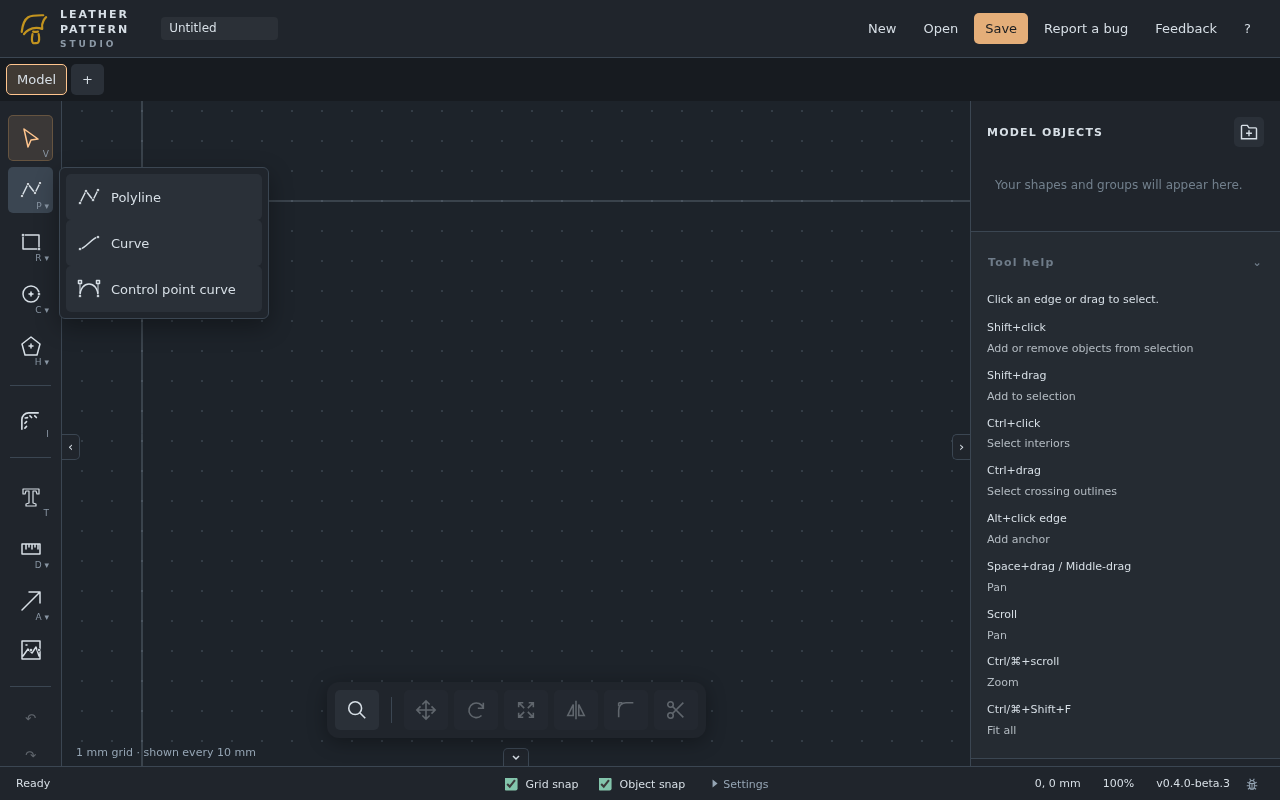 LEATHER
PATTERN
STUDIO
Untitled
New
Open
Save
Report a bug
Feedback
?
Model
+
V
P ▾
R ▾
C ▾
H ▾
I
T
D ▾
A ▾
Polyline
Curve
Control point curve
1 mm grid · shown every 10 mm
MODEL OBJECTS
Your shapes and groups will appear here.
Tool help
Click an edge or drag to select.
Shift+click
Add or remove objects from selection
Shift+drag
Add to selection
Ctrl+click
Select interiors
Ctrl+drag
Select crossing outlines
Alt+click edge
Add anchor
Space+drag / Middle-drag
Pan
Scroll
Pan
Ctrl/⌘+scroll
Zoom
Ctrl/⌘+Shift+F
Fit all
Ready
Grid snap
Object snap
Settings
0, 0 mm
100%
v0.4.0-beta.3